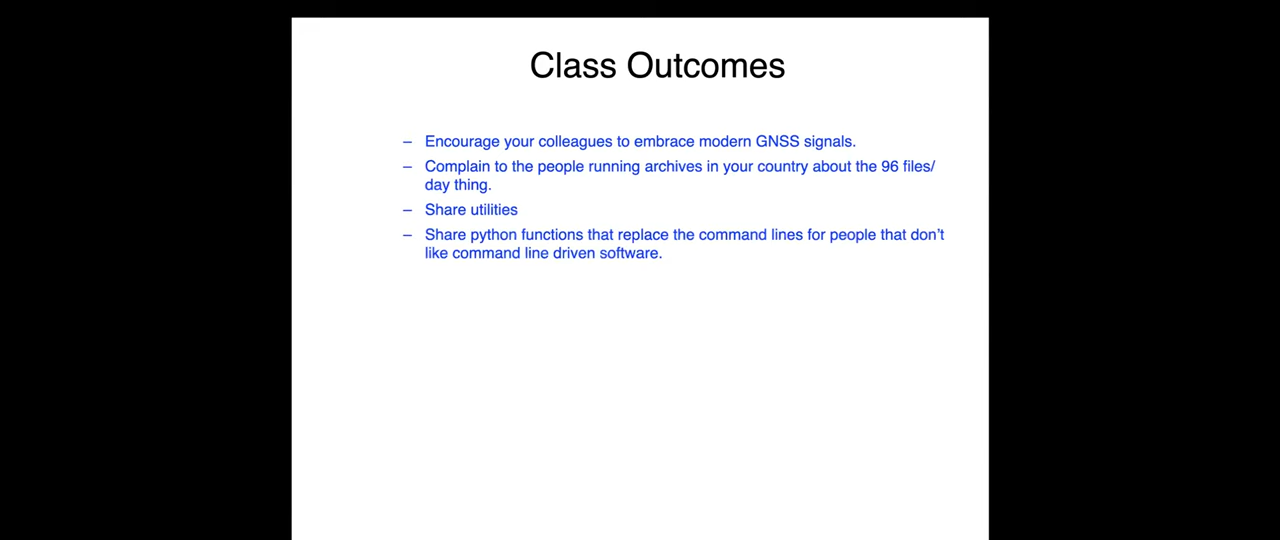 Class Outcomes
– Encourage your colleagues to embrace modern GNSS signals.
– Complain to the people running archives in your country about the 96 files/
day thing.
– Share utilities
– Share python functions that replace the command lines for people that don't
like command line driven software.